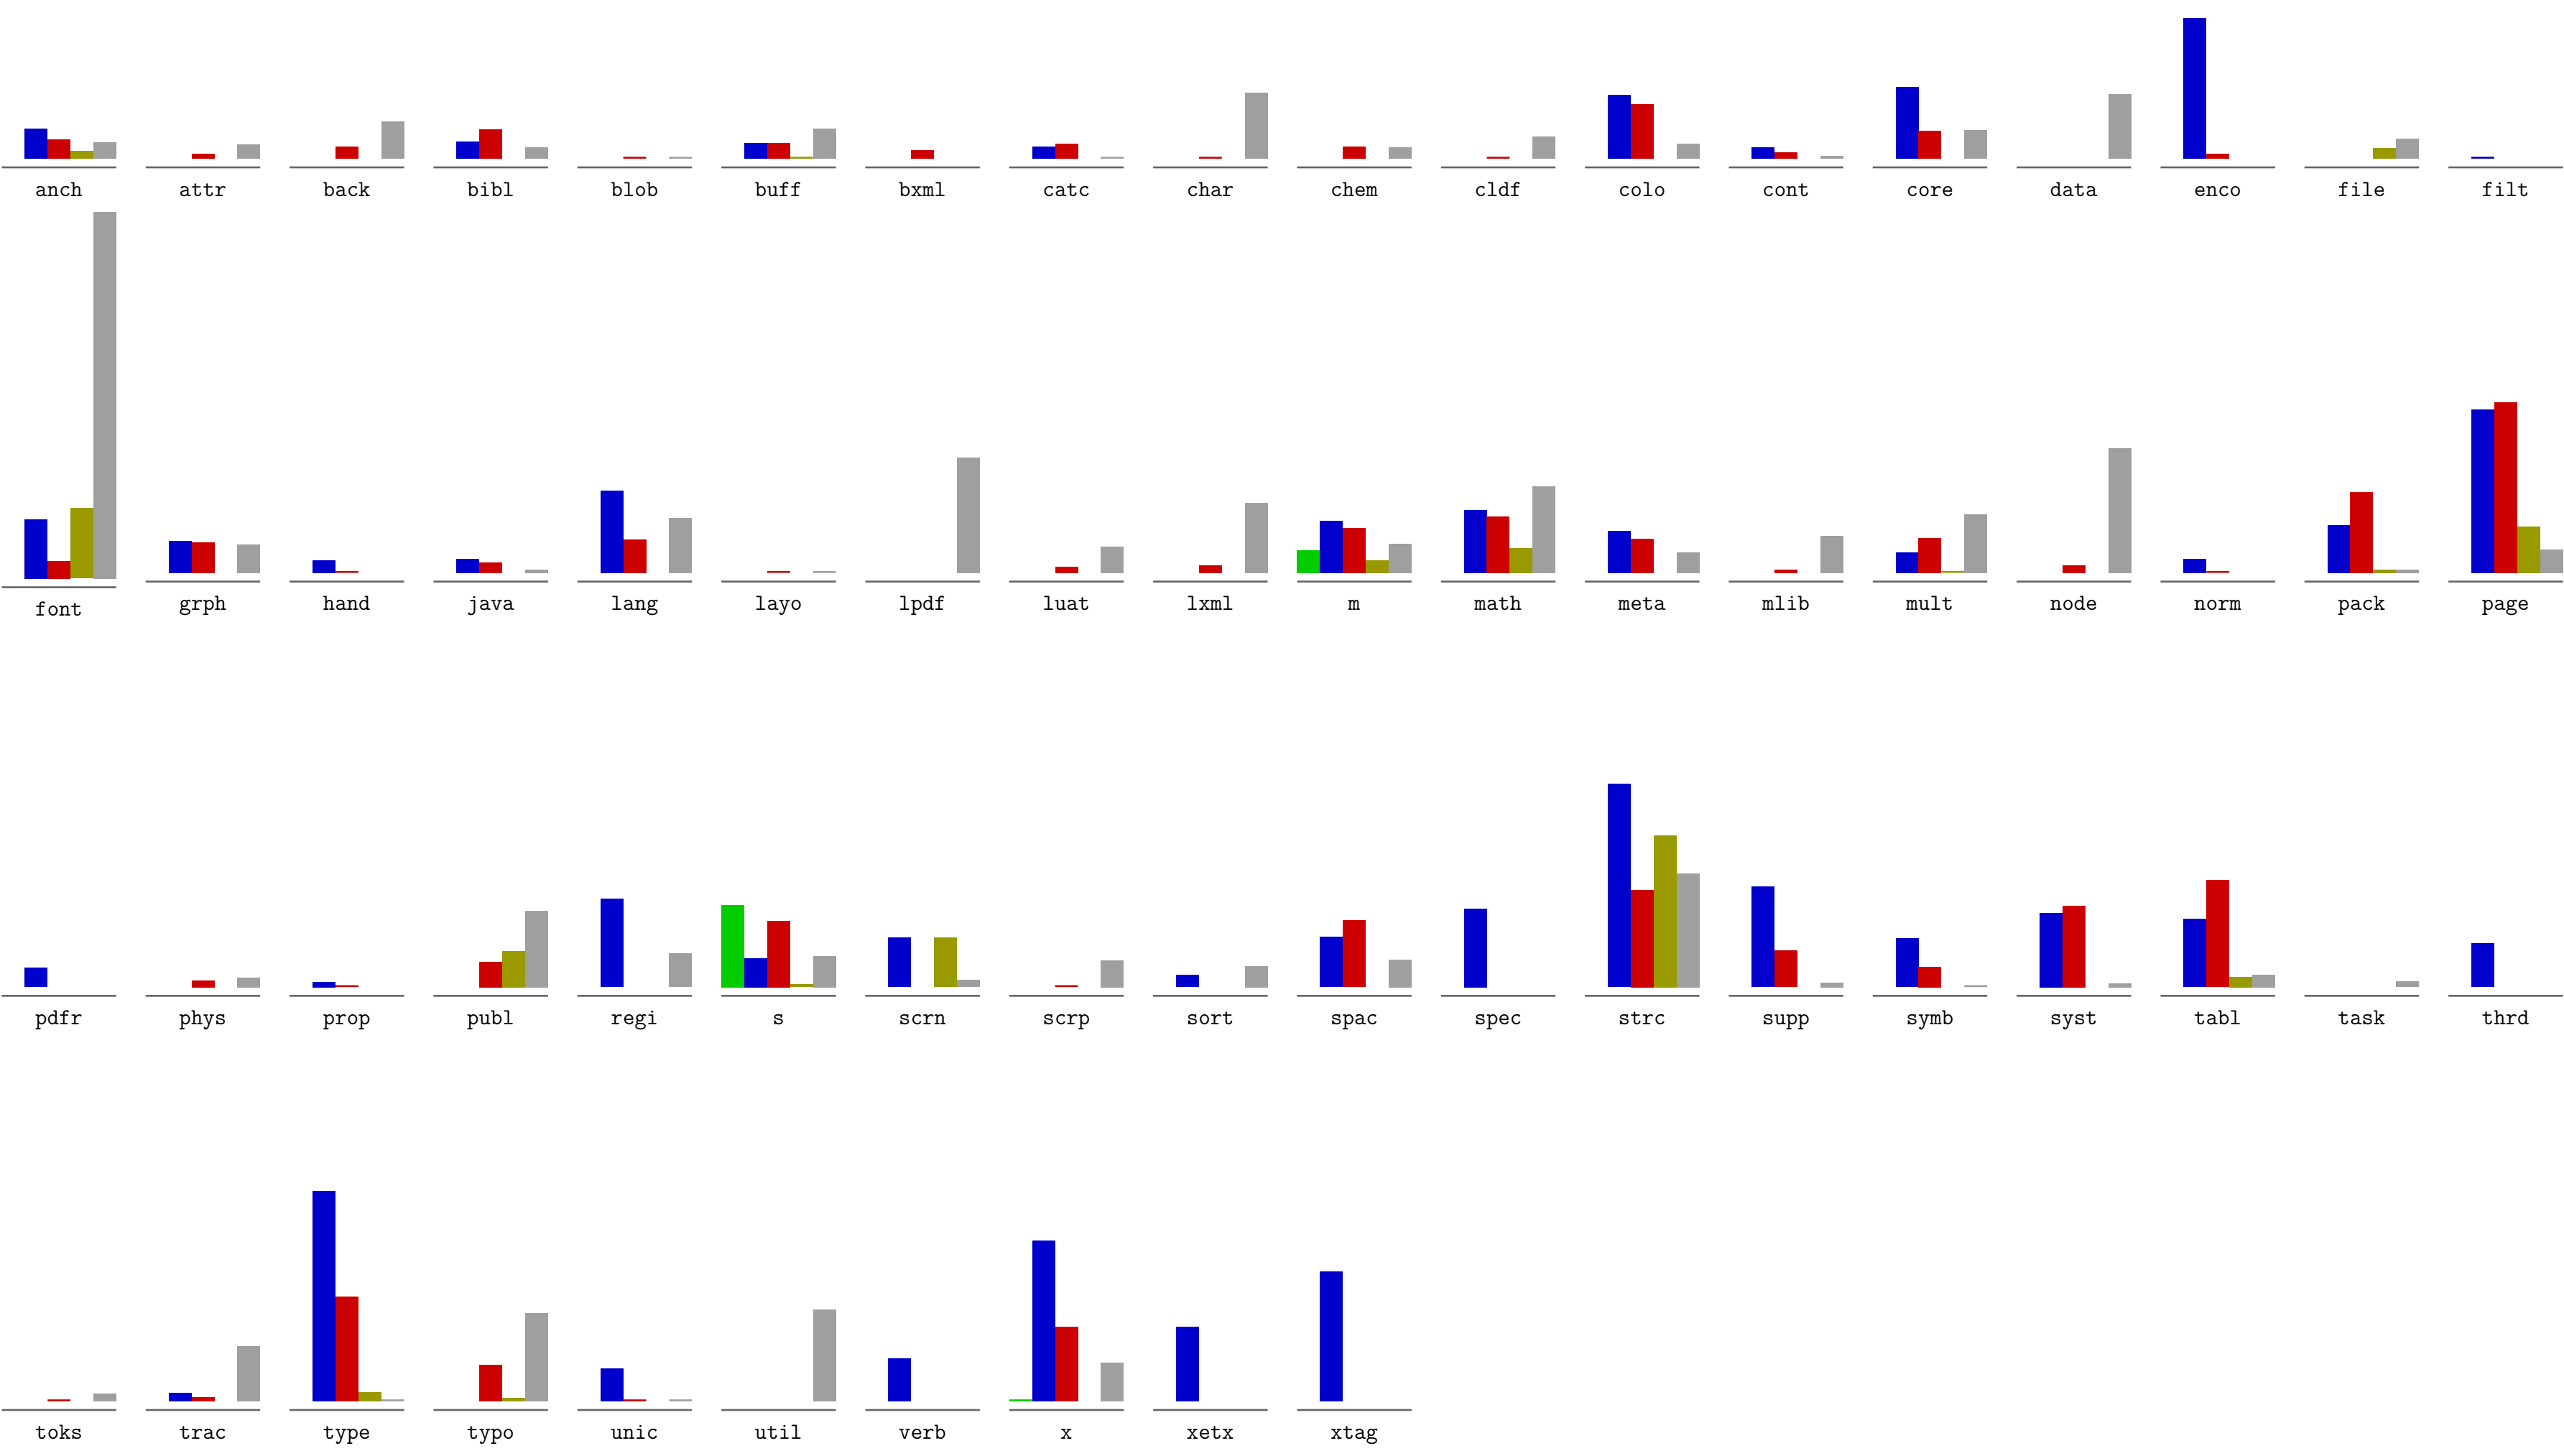 anch attr back bibl blob buff bxml catc char chem cldf colo cont core data enco file filt
font grph hand java lang layo lpdf luat lxml m math meta mlib mult node norm pack page
pdfr phys prop publ regi s scrn scrp sort spac spec strc supp symb syst tabl task thrd
toks trac type typo unic util verb x xetx xtag